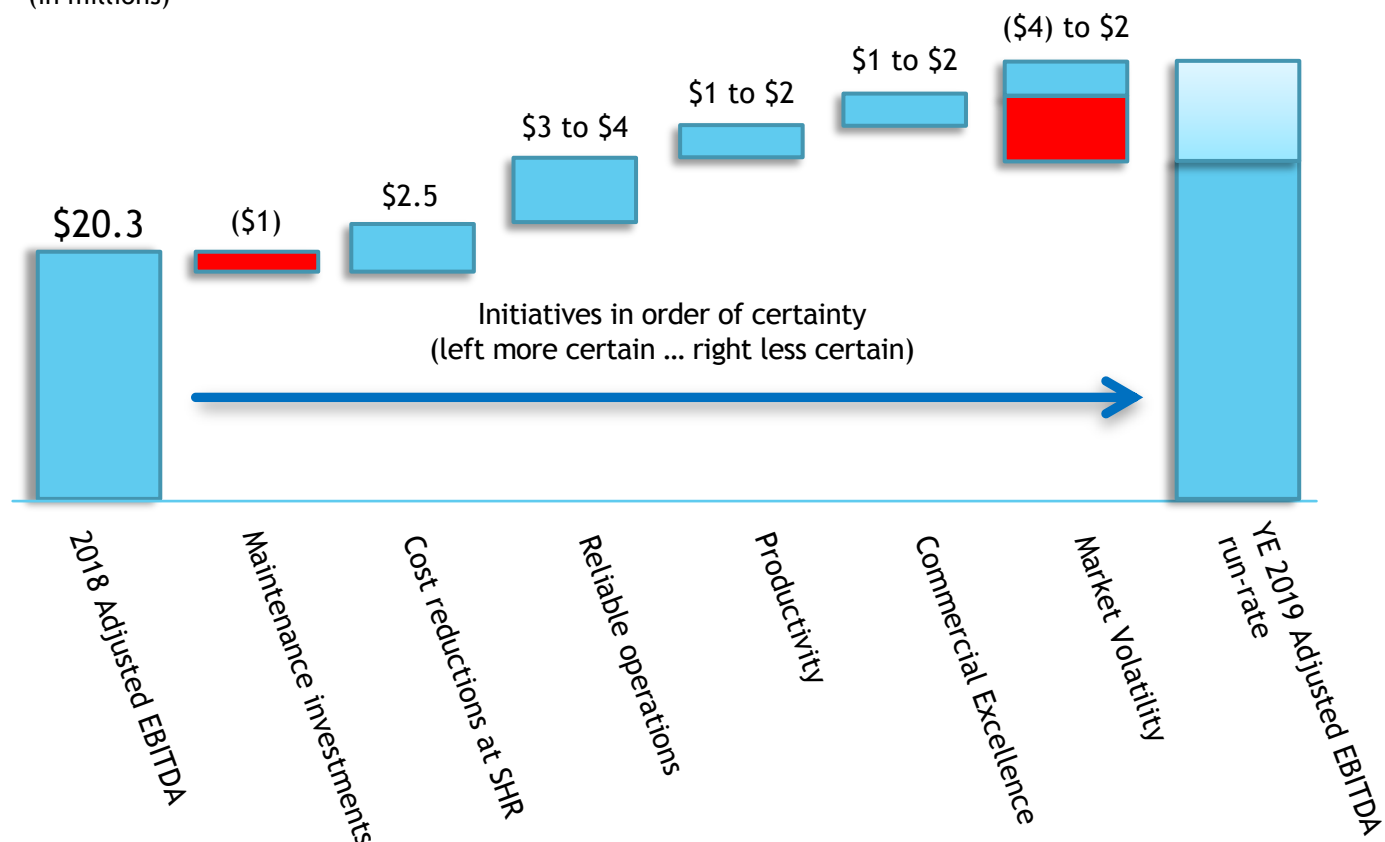 (in millions)
($4) to $2
$1 to $2
$1 to $2
$3 to $4
$2.5
($1)
$20.3
Initiatives in order of certainty
(left more certain … right less certain)
2018 Adjusted EBITDA
Maintenance investments
Cost reductions at SHR
Reliable operations
Productivity
Commercial Excellence
Market Volatility
YE 2019 Adjusted EBITDA
run-rate